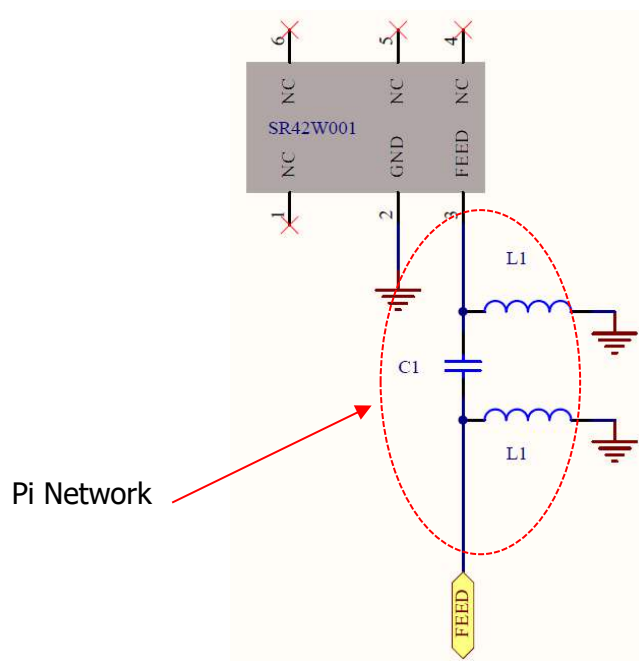 6
5
4
NC
NC
NC
SR42W001
NC
GND
FEED
1
2
3
L1
C1
L1
Pi Network
FEED